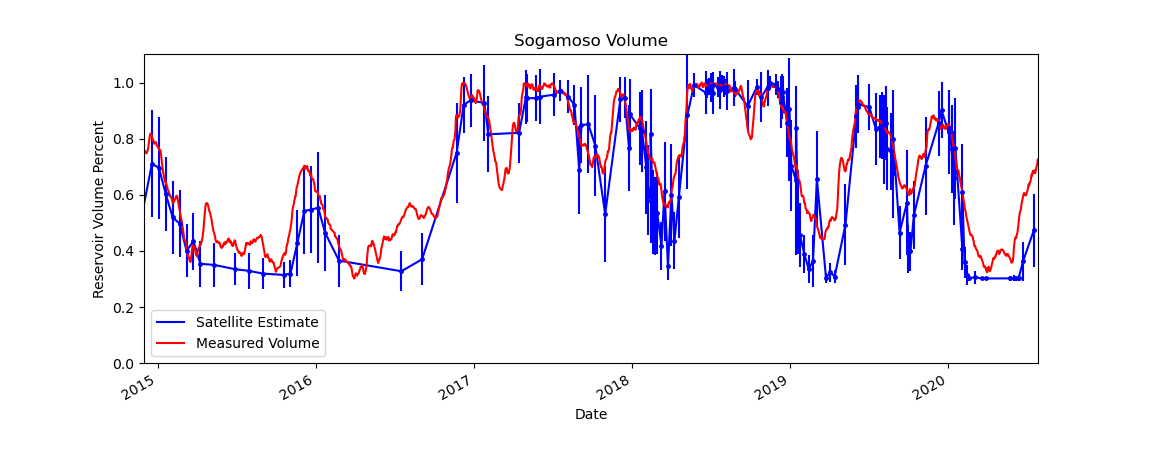 Sogamoso Volume
Reservoir Volume Percent
1.0
0.8
0.6
0.4
0.2
0.0
Satellite Estimate
Measured Volume
2015
2016
2017
2018
2019
2020
Date